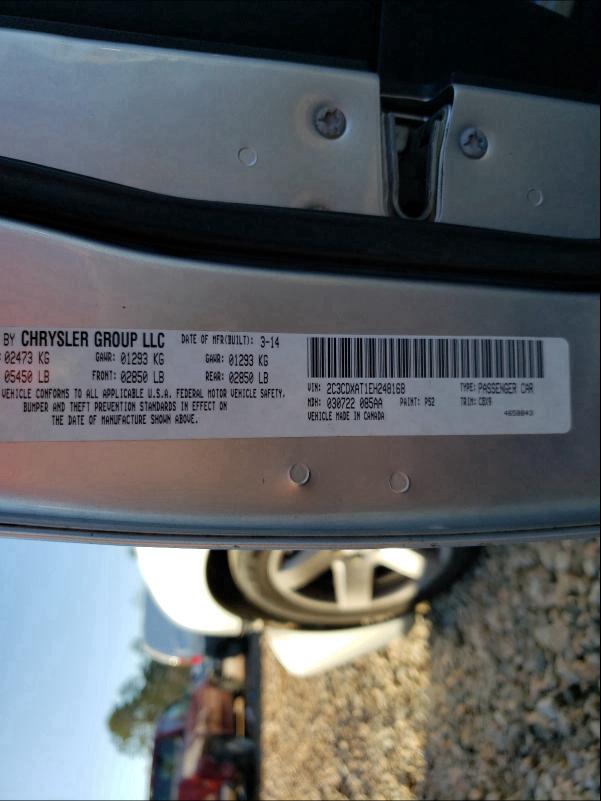 BY CHRYSLER GROUP LLC DATE OF MFR(BUILT): 3-14
02473 KG GAWR: 01293 KG GAWR: 01293 KG
05450 LB FRONT: 02850 LB REAR: 02850 LB
VEHICLE CONFORMS TO ALL APPLICABLE U.S.A. FEDERAL MOTOR VEHICLE SAFETY,
BUMPER AND THEFT PREVENTION STANDARDS IN EFFECT ON
THE DATE OF MANUFACTURE SHOWN ABOVE.
VIN: 2C3CDXAT1EH248168 TYPE: PASSENGER CAR
MDH: 030722 085AA PAINT: PS2 TRIM: CBX9
VEHICLE MADE IN CANADA